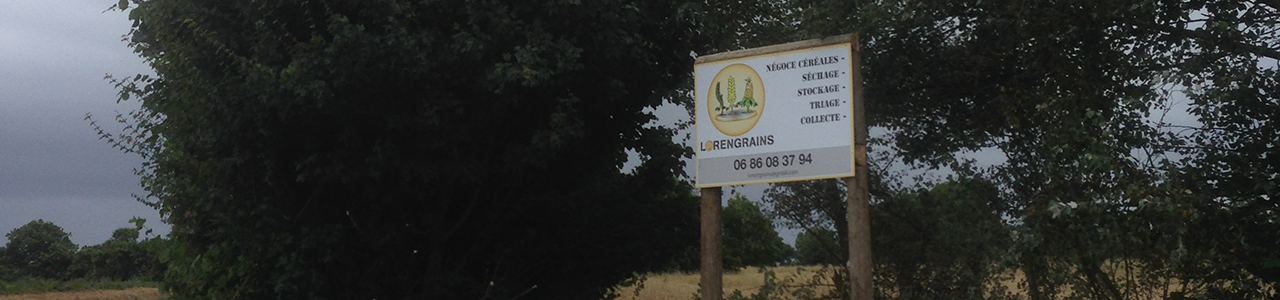 NÉGOCE CÉRÉALES -
SÉCHAGE -
STOCKAGE -
TRIAGE -
COLLECTE -
LORENGRAINS
06 86 08 37 94